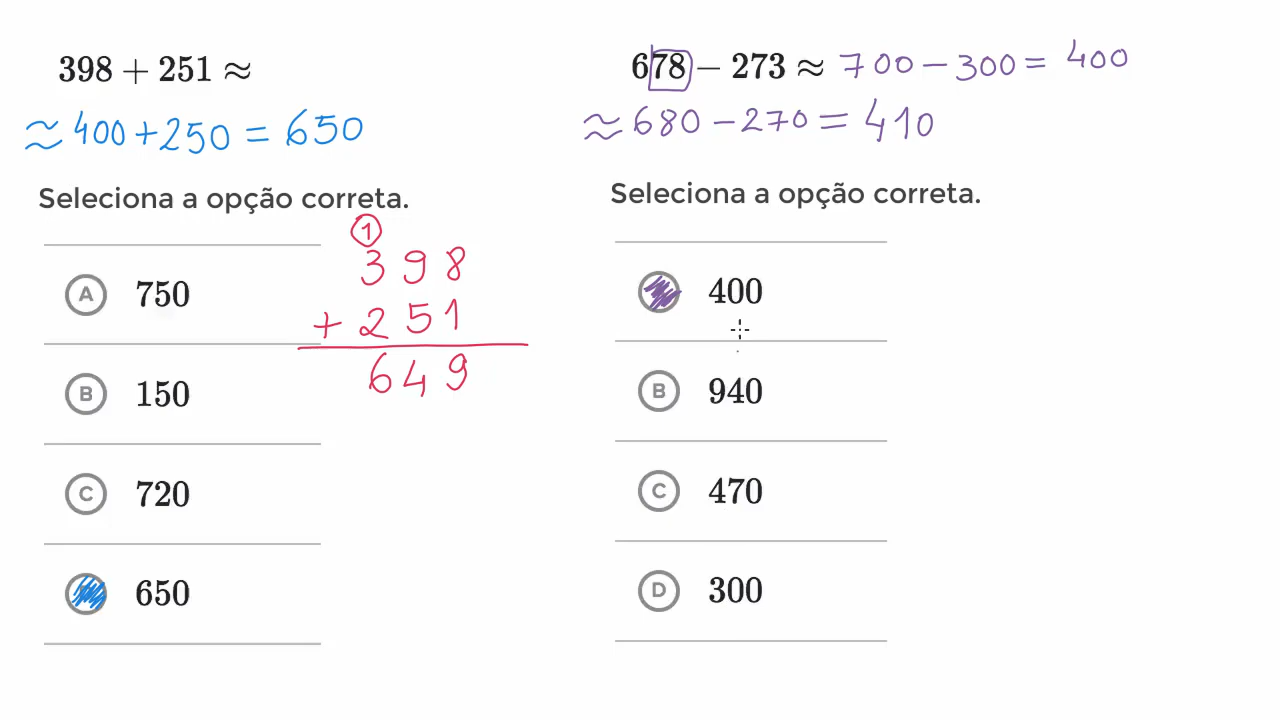 398 + 251 ≈
≈ 400 + 250 = 650
Seleciona a opção correta.
A 750
B 150
C 720
650
1
398
+ 251
649
678 − 273 ≈ 700 − 300 = 400
≈ 680 − 270 = 410
Seleciona a opção correta.
400
B 940
C 470
D 300